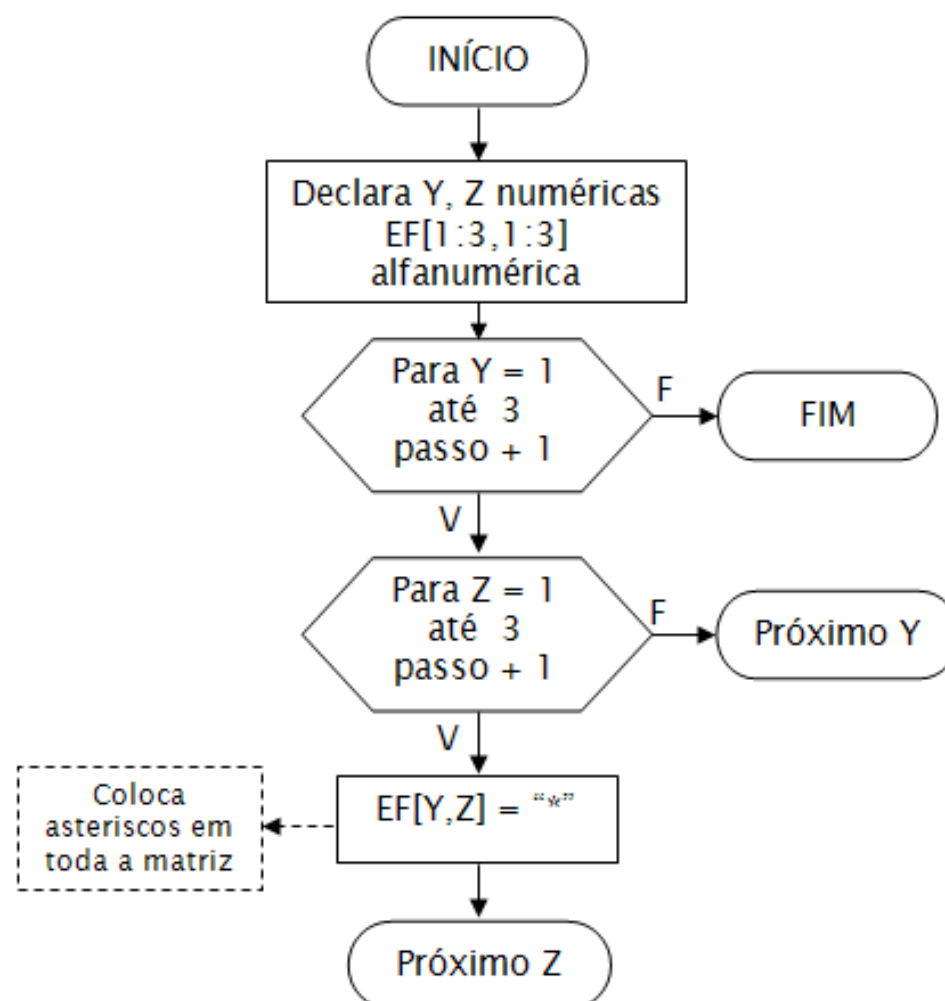 INÍCIO
Declara Y, Z numéricas
EF[1:3,1:3]
alfanumérica
Para Y = 1
até 3
passo + 1
F
FIM
V
Para Z = 1
até 3
passo + 1
F
Próximo Y
V
Coloca
asteriscos em
toda a matriz
EF[Y,Z] = “*”
Próximo Z